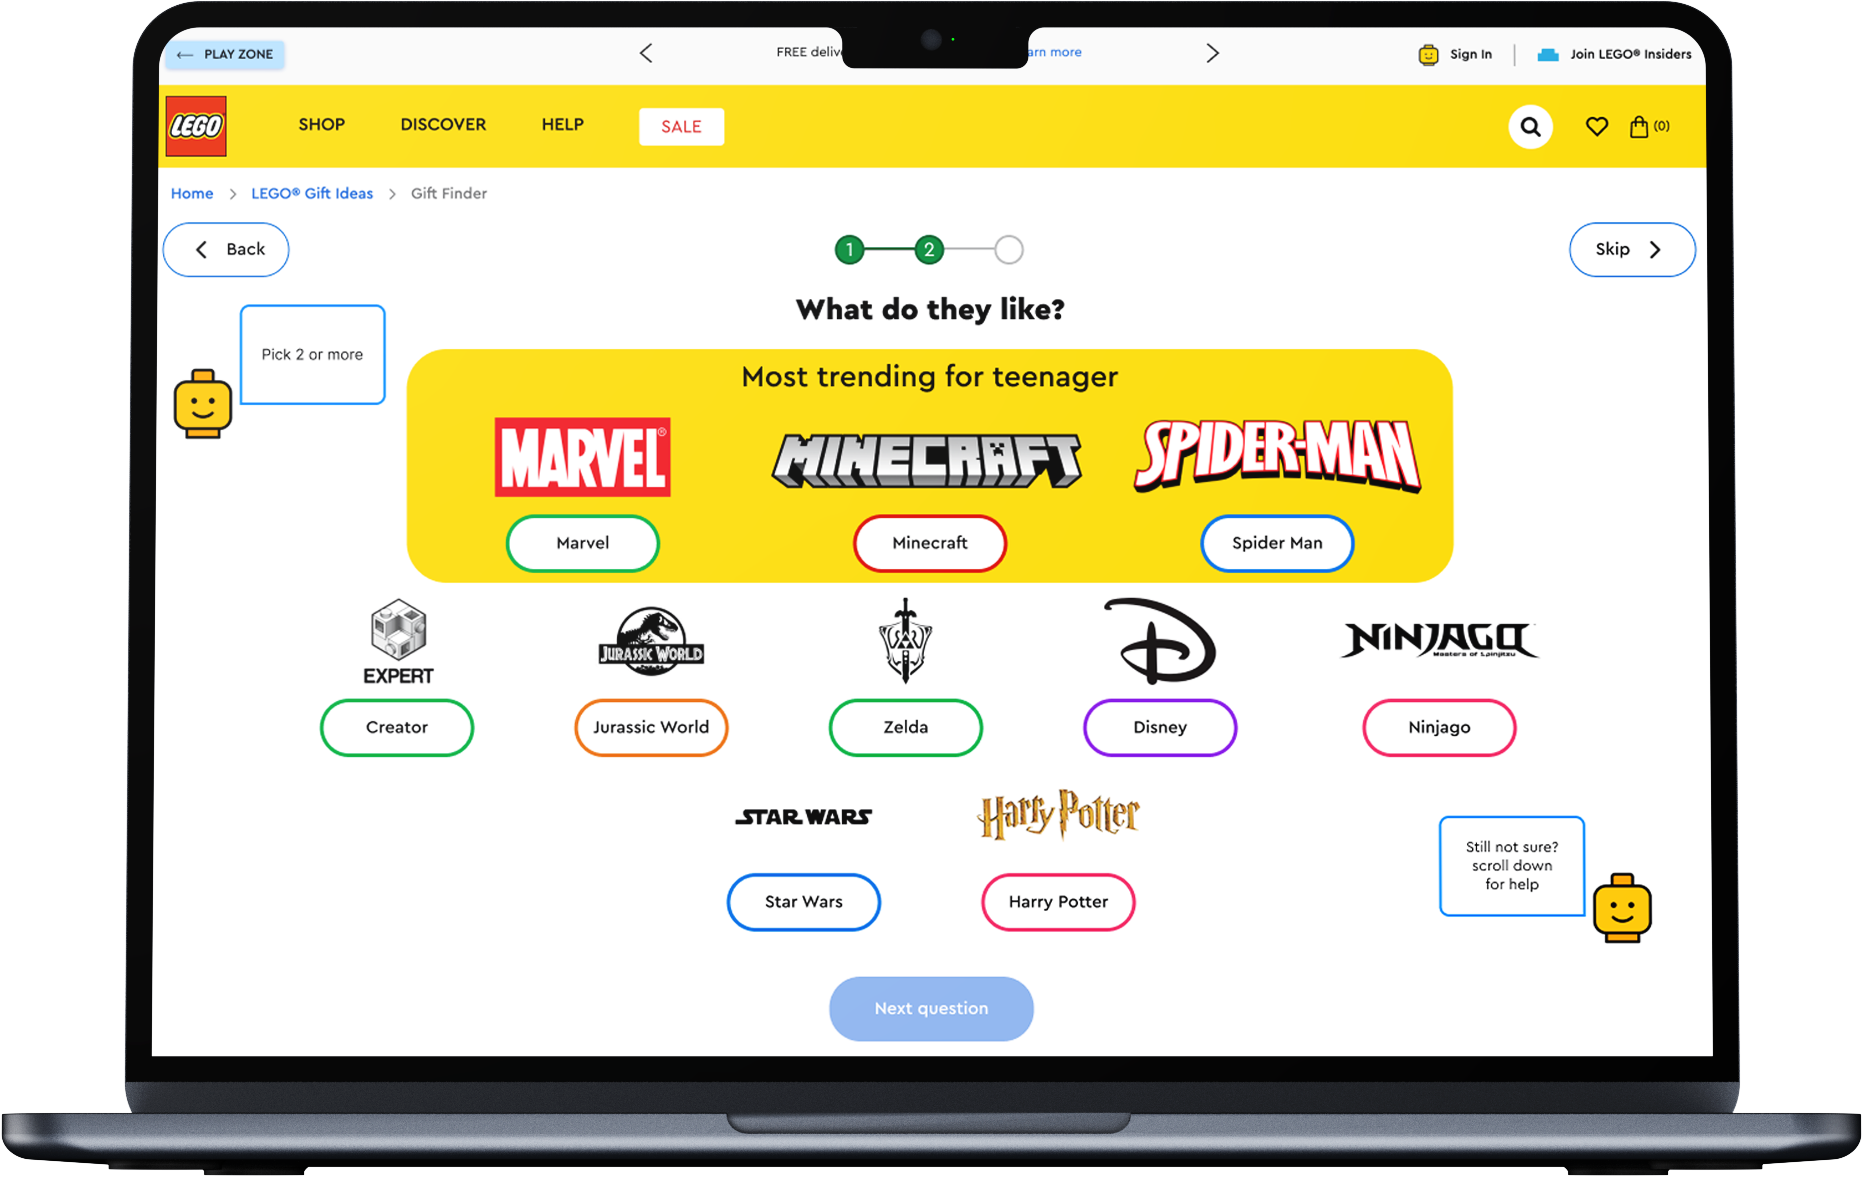 PLAY ZONE
FREE
arn more
Sign In
Join LEGO® Insiders
LEGO
SHOP
DISCOVER
HELP
SALE
(0)
Home
LEGO® Gift Ideas
Gift Finder
Back
1
2
Skip
What do they like?
Pick 2 or more
Most trending for teenager
MARVEL®
MINECRAFT
SPIDER-MAN
Marvel
Minecraft
Spider Man
EXPERT
JURASSIC WORLD
NINJAGO
Masters of Spinjitzu
Creator
Jurassic World
Zelda
Disney
Ninjago
STAR WARS
Harry Potter
Still not sure?
scroll down
for help
Star Wars
Harry Potter
Next question